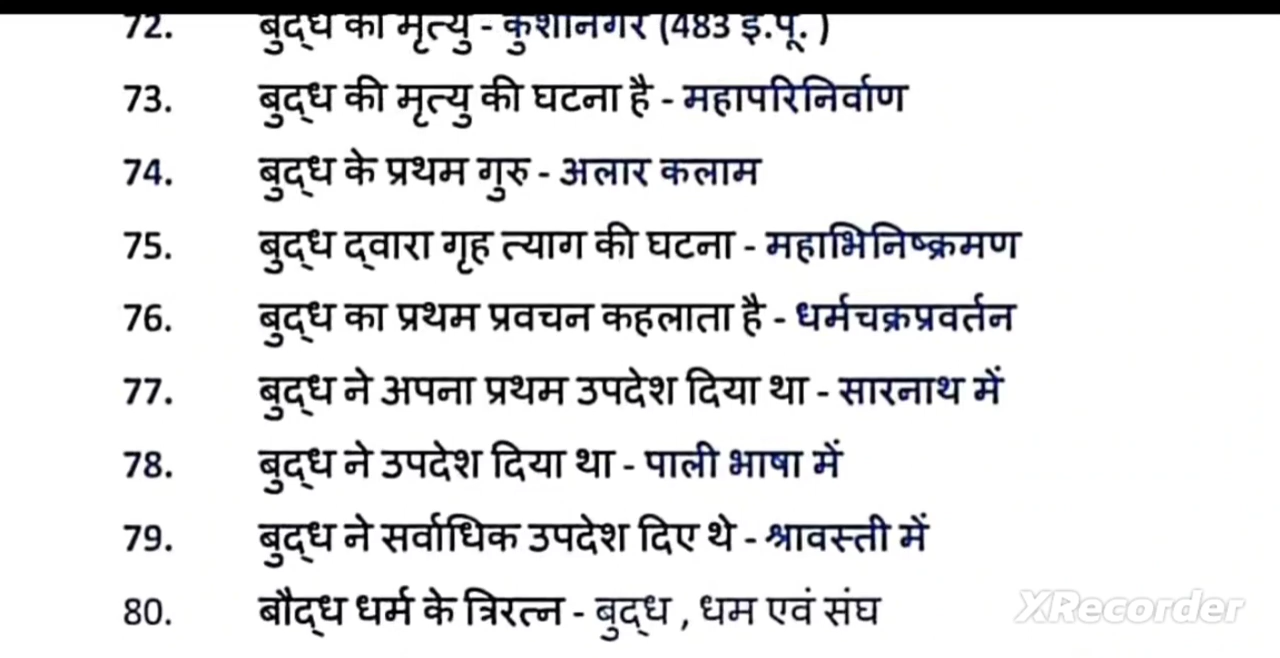 72. बुद्ध की मृत्यु - कुशीनगर (483 ई.पू. )
73. बुद्ध की मृत्यु की घटना है - महापरिनिर्वाण
74. बुद्ध के प्रथम गुरु - अलार कलाम
75. बुद्ध द्वारा गृह त्याग की घटना - महाभिनिष्क्रमण
76. बुद्ध का प्रथम प्रवचन कहलाता है - धर्मचक्रप्रवर्तन
77. बुद्ध ने अपना प्रथम उपदेश दिया था - सारनाथ में
78. बुद्ध ने उपदेश दिया था - पाली भाषा में
79. बुद्ध ने सर्वाधिक उपदेश दिए थे - श्रावस्ती में
80. बौद्ध धर्म के त्रिरत्न - बुद्ध , धम एवं संघ
XRecorder